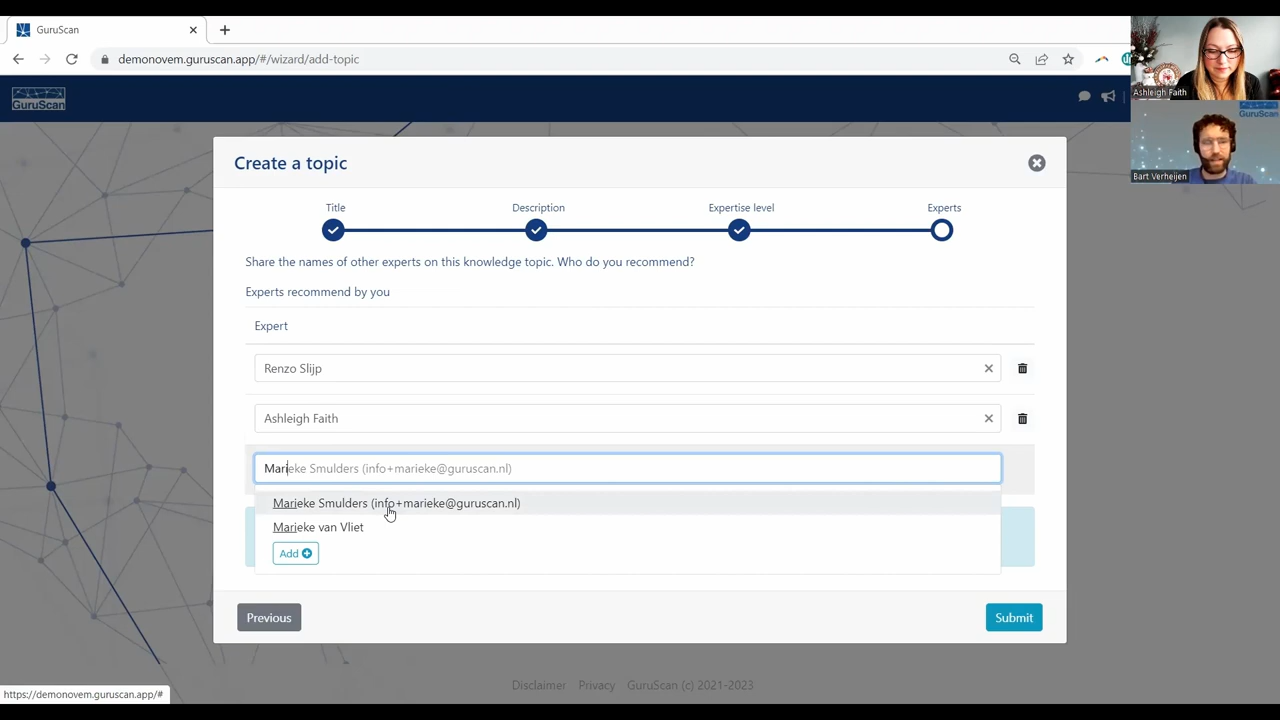 GuruScan
demonovem.guruscan.app/#/wizard/add-topic
GuruScan
Ashleigh Faith
GuruScan
Bart Verheijen
Create a topic
Title
Description
Expertise level
Experts
Share the names of other experts on this knowledge topic. Who do you recommend?
Experts recommend by you
Expert
Renzo Slijp
Ashleigh Faith
Marieke Smulders (info+marieke@guruscan.nl)
Marieke Smulders (info+marieke@guruscan.nl)
Marieke van Vliet
Add
Previous
Submit
Disclaimer Privacy GuruScan (c) 2021-2023
https://demonovem.guruscan.app/#